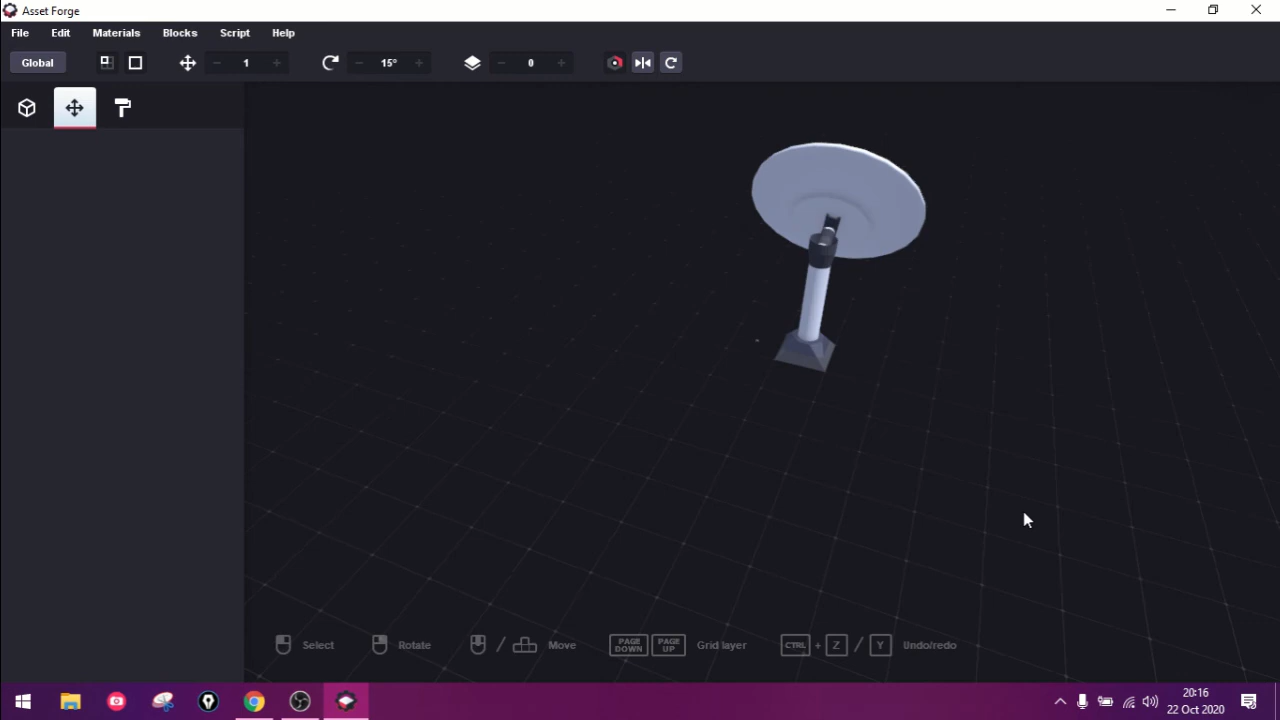 Asset Forge
File Edit Materials Blocks Script Help
Global 1 15° 0
Select Rotate / Move PAGE DOWN PAGE UP Grid layer CTRL + Z / Y Undo/redo
20:16
22 Oct 2020